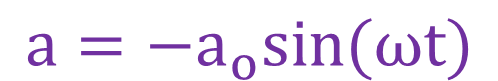 a = −aₒsin(ωt)